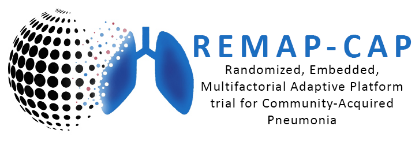 REMAP-CAP
Randomized, Embedded,
Multifactorial Adaptive Platform
trial for Community-Acquired
Pneumonia